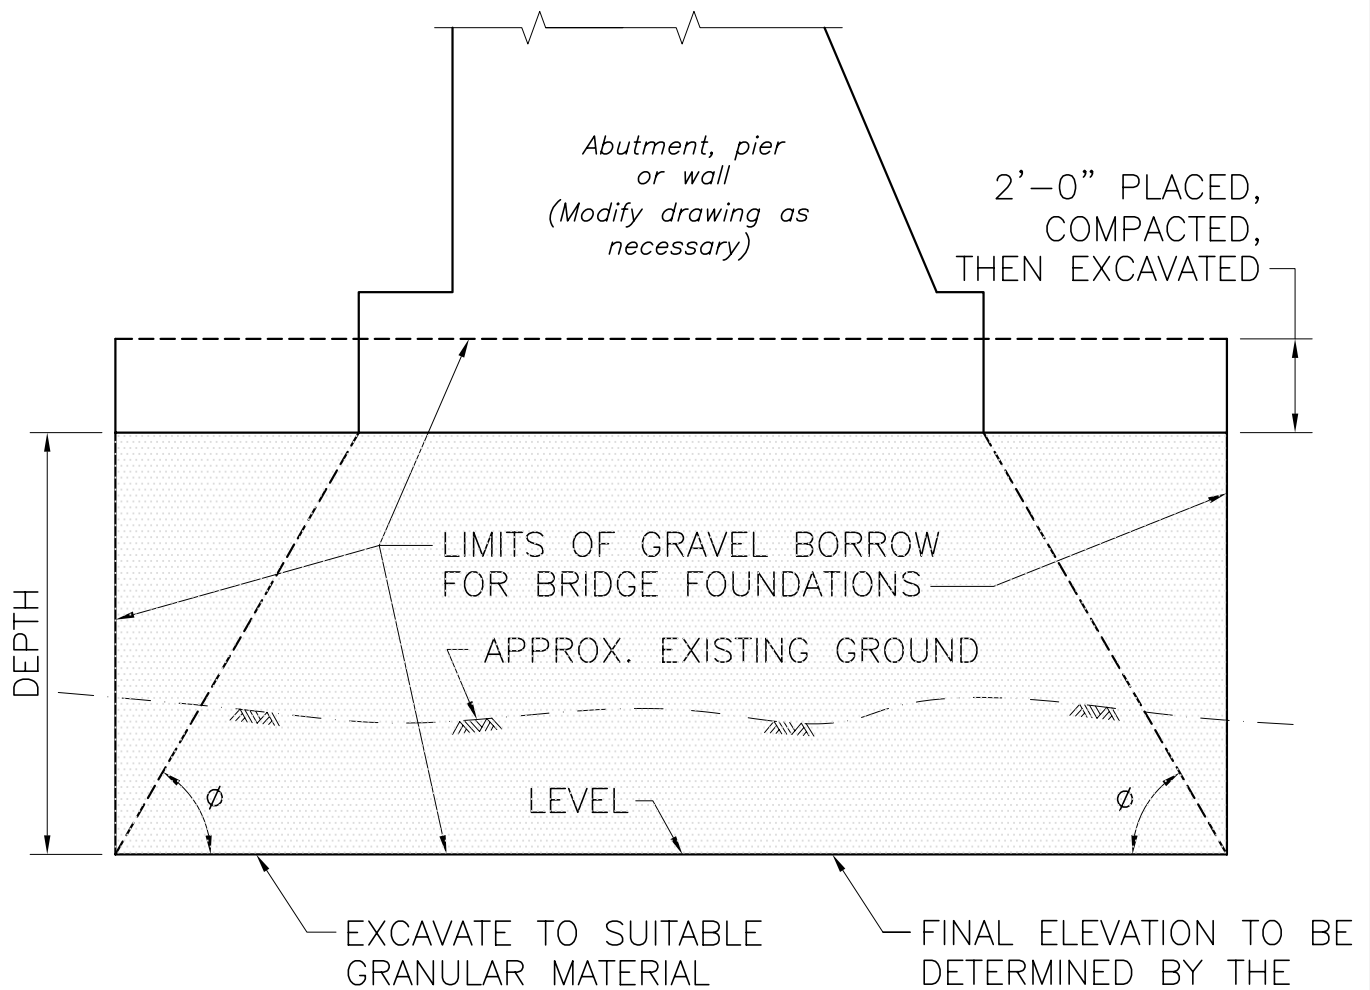 Abutment, pier
or wall
(Modify drawing as
necessary)
2'-0" PLACED,
COMPACTED,
THEN EXCAVATED
LIMITS OF GRAVEL BORROW
FOR BRIDGE FOUNDATIONS
DEPTH
APPROX. EXISTING GROUND
ø
LEVEL
ø
EXCAVATE TO SUITABLE
GRANULAR MATERIAL
FINAL ELEVATION TO BE
DETERMINED BY THE